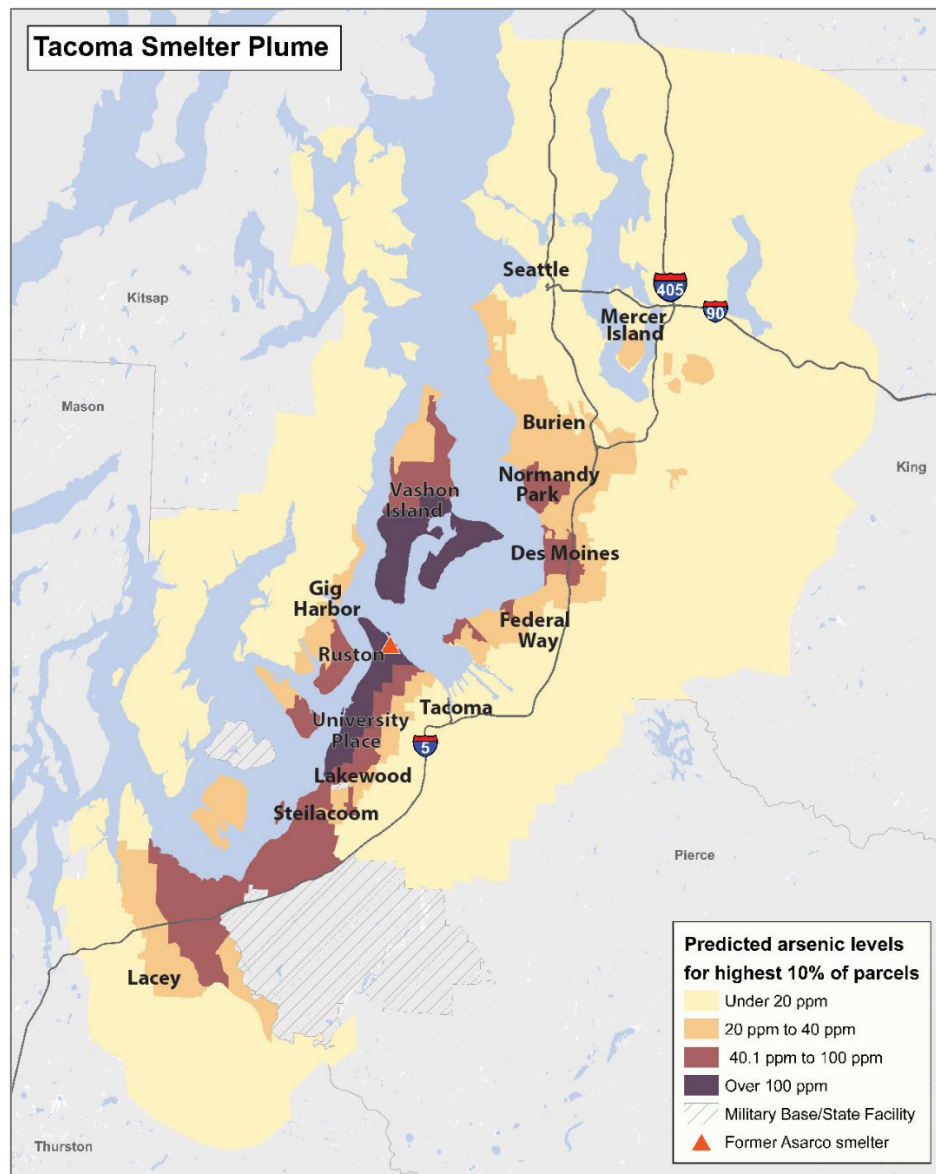 Tacoma Smelter Plume
Seattle
405
90
Kitsap
Mercer
Island
Mason
Burien
King
Normandy
Park
Vashon
Island
Des Moines
Gig
Harbor
Federal
Way
Ruston
Tacoma
University
Place
5
Lakewood
Steilacoom
Pierce
Lacey
Thurston
Predicted arsenic levels
for highest 10% of parcels
Under 20 ppm
20 ppm to 40 ppm
40.1 ppm to 100 ppm
Over 100 ppm
Military Base/State Facility
Former Asarco smelter